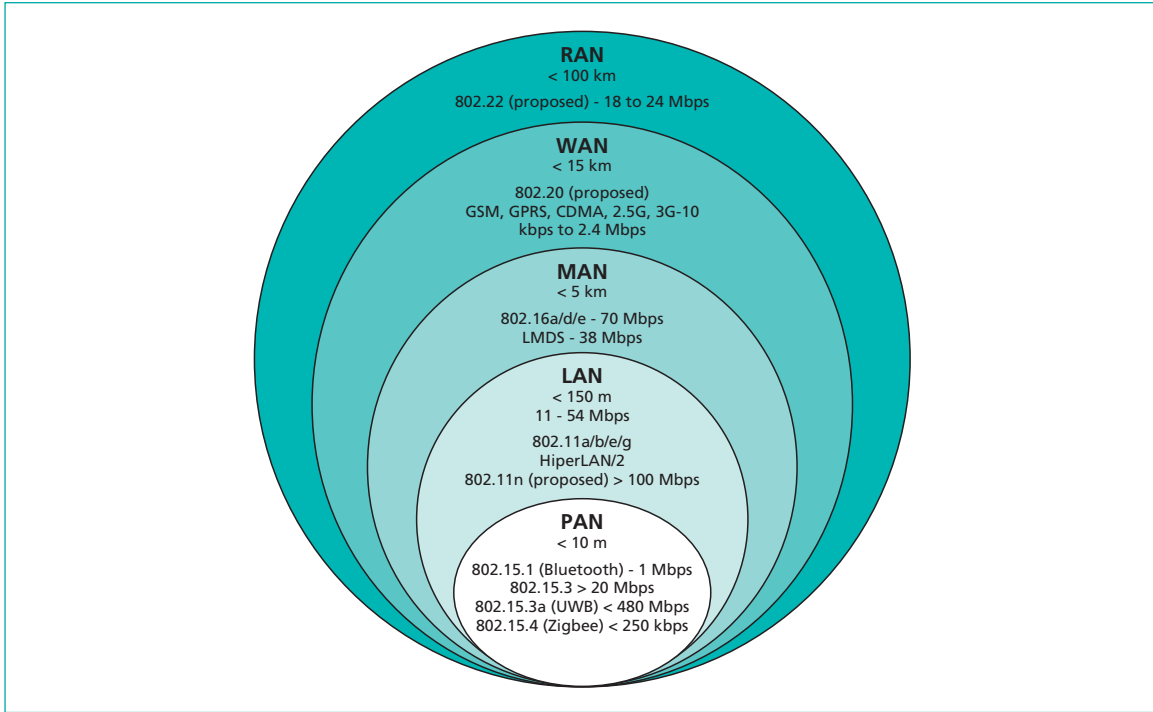 RAN
< 100 km
802.22 (proposed) - 18 to 24 Mbps
WAN
< 15 km
802.20 (proposed)
GSM, GPRS, CDMA, 2.5G, 3G-10
kbps to 2.4 Mbps
MAN
< 5 km
802.16a/d/e - 70 Mbps
LMDS - 38 Mbps
LAN
< 150 m
11 - 54 Mbps
802.11a/b/e/g
HiperLAN/2
802.11n (proposed) > 100 Mbps
PAN
< 10 m
802.15.1 (Bluetooth) - 1 Mbps
802.15.3 > 20 Mbps
802.15.3a (UWB) < 480 Mbps
802.15.4 (Zigbee) < 250 kbps